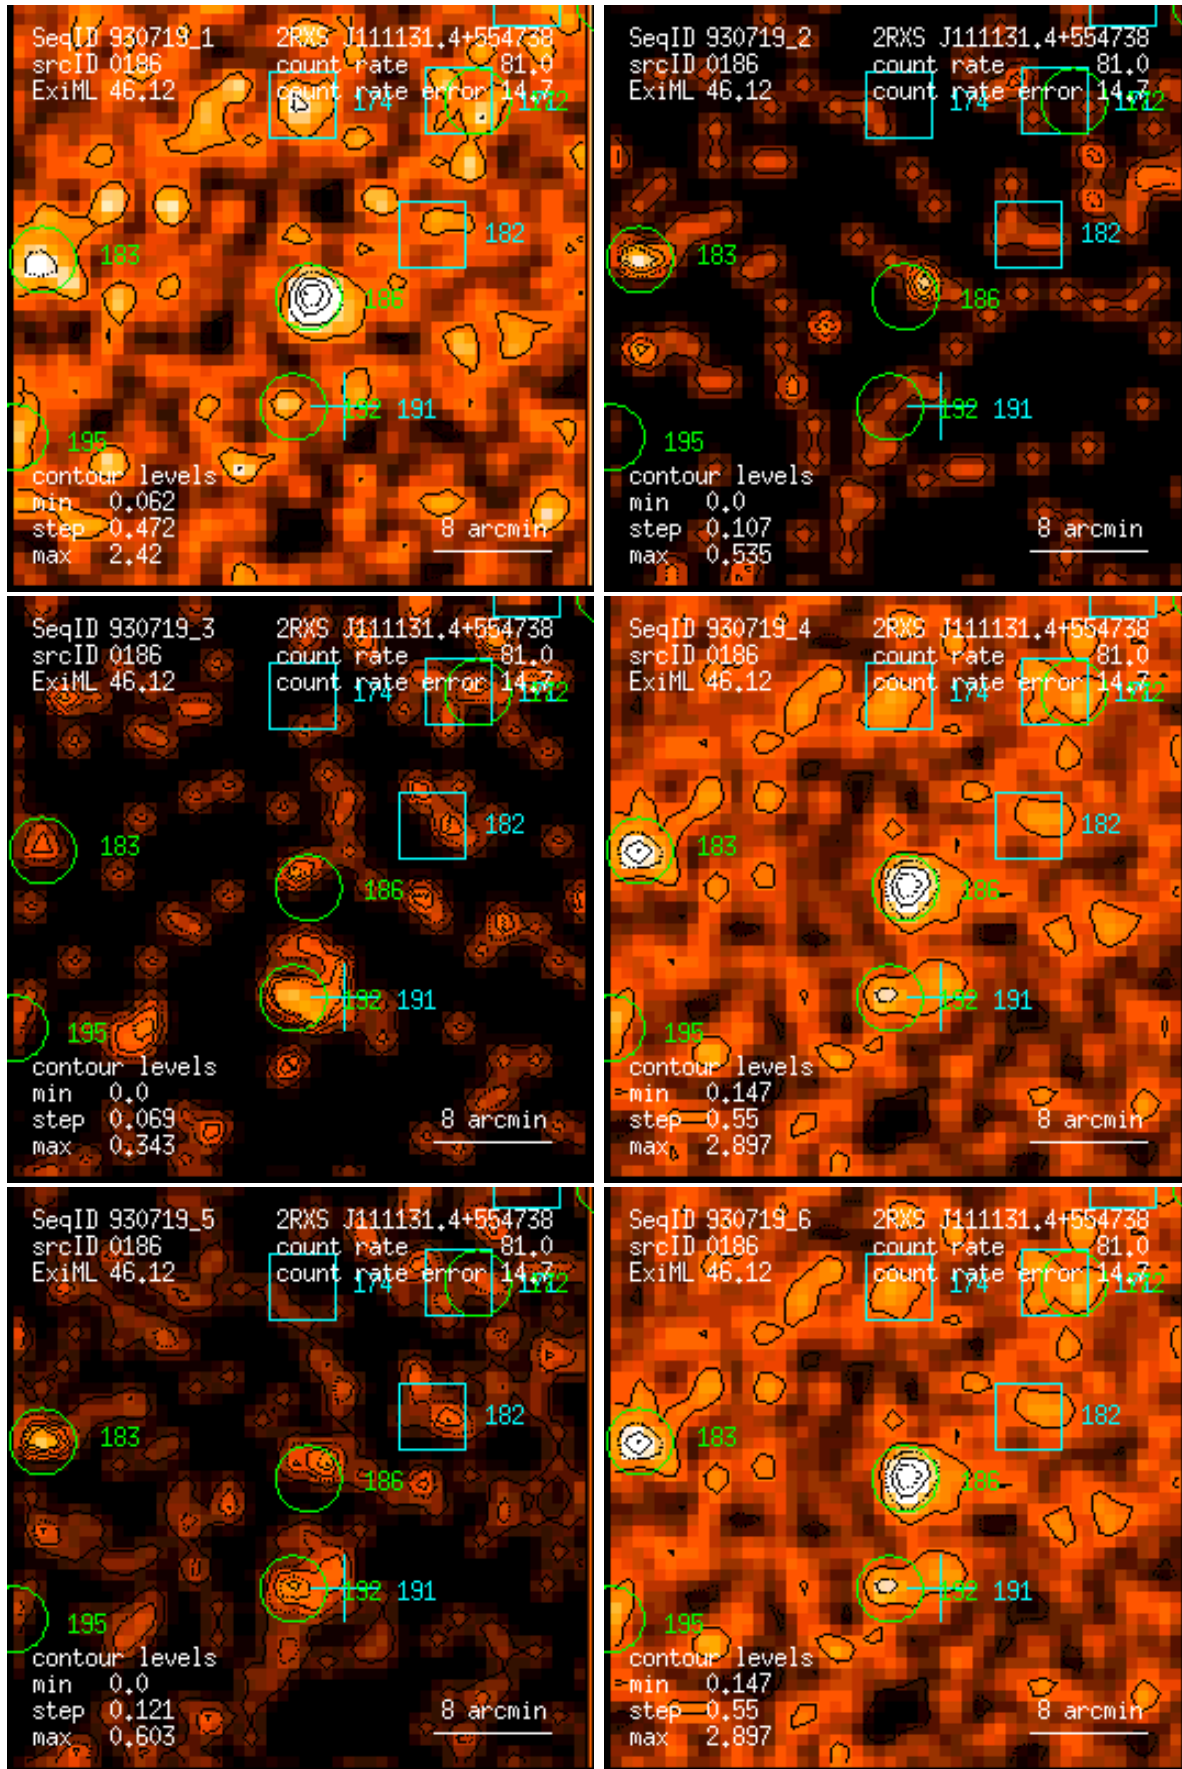 SeqID 930719_1 2RXS J111131.4+554738
srcID 0186 count rate 81.0
ExiML 46.12 count rate error 14.7
174
182
183
186
192 191
195
contour levels
min 0.062
step 0.472 8 arcmin
max 2.42
SeqID 930719_2 2RXS J111131.4+554738
srcID 0186 count rate 81.0
ExiML 46.12 count rate error 14.7
174
182
183
186
192 191
195
contour levels
min 0.0
step 0.107 8 arcmin
max 0.535
SeqID 930719_3 2RXS J111131.4+554738
srcID 0186 count rate 81.0
ExiML 46.12 count rate error 14.7
174
182
183
186
192 191
195
contour levels
min 0.0
step 0.069 8 arcmin
max 0.343
SeqID 930719_4 2RXS J111131.4+554738
srcID 0186 count rate 81.0
ExiML 46.12 count rate error 14.7
174
182
183
186
192 191
195
contour levels
min 0.147
step 0.55 8 arcmin
max 2.897
SeqID 930719_5 2RXS J111131.4+554738
srcID 0186 count rate 81.0
ExiML 46.12 count rate error 14.7
174
182
183
186
192 191
195
contour levels
min 0.0
step 0.121 8 arcmin
max 0.603
SeqID 930719_6 2RXS J111131.4+554738
srcID 0186 count rate 81.0
ExiML 46.12 count rate error 14.7
174
182
183
186
192 191
195
contour levels
min 0.147
step 0.55 8 arcmin
max 2.897